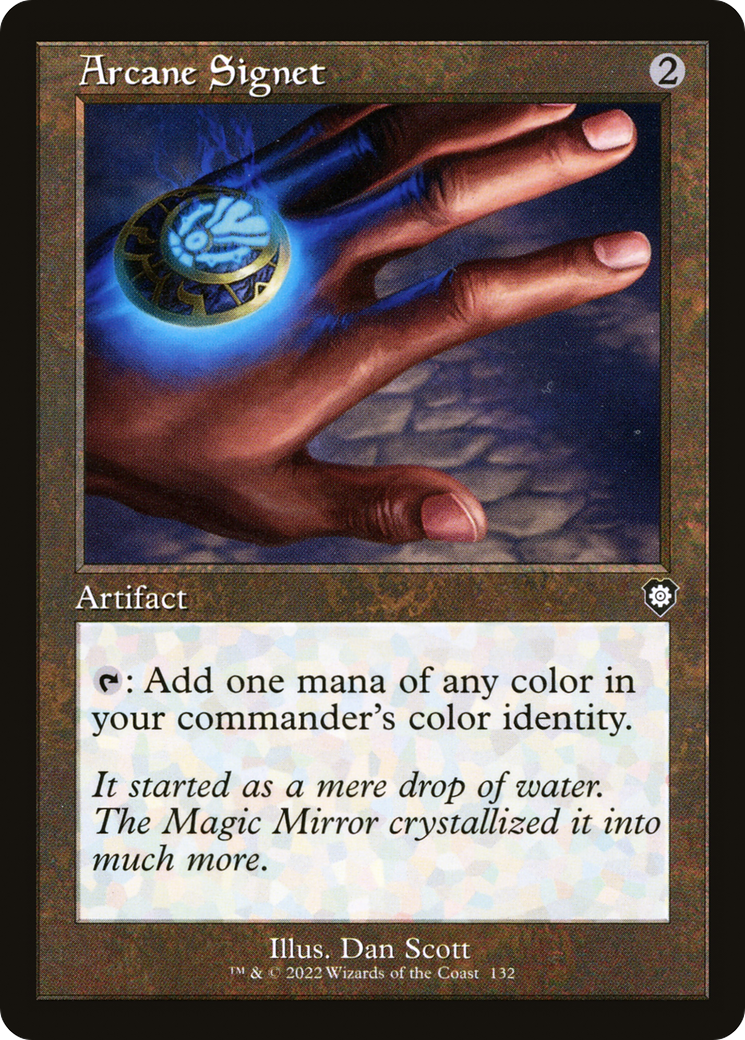 Arcane Signet 2
Artifact
: Add one mana of any color in
your commander's color identity.
It started as a mere drop of water.
The Magic Mirror crystallized it into
much more.
Illus. Dan Scott
™ & © 2022 Wizards of the Coast 132